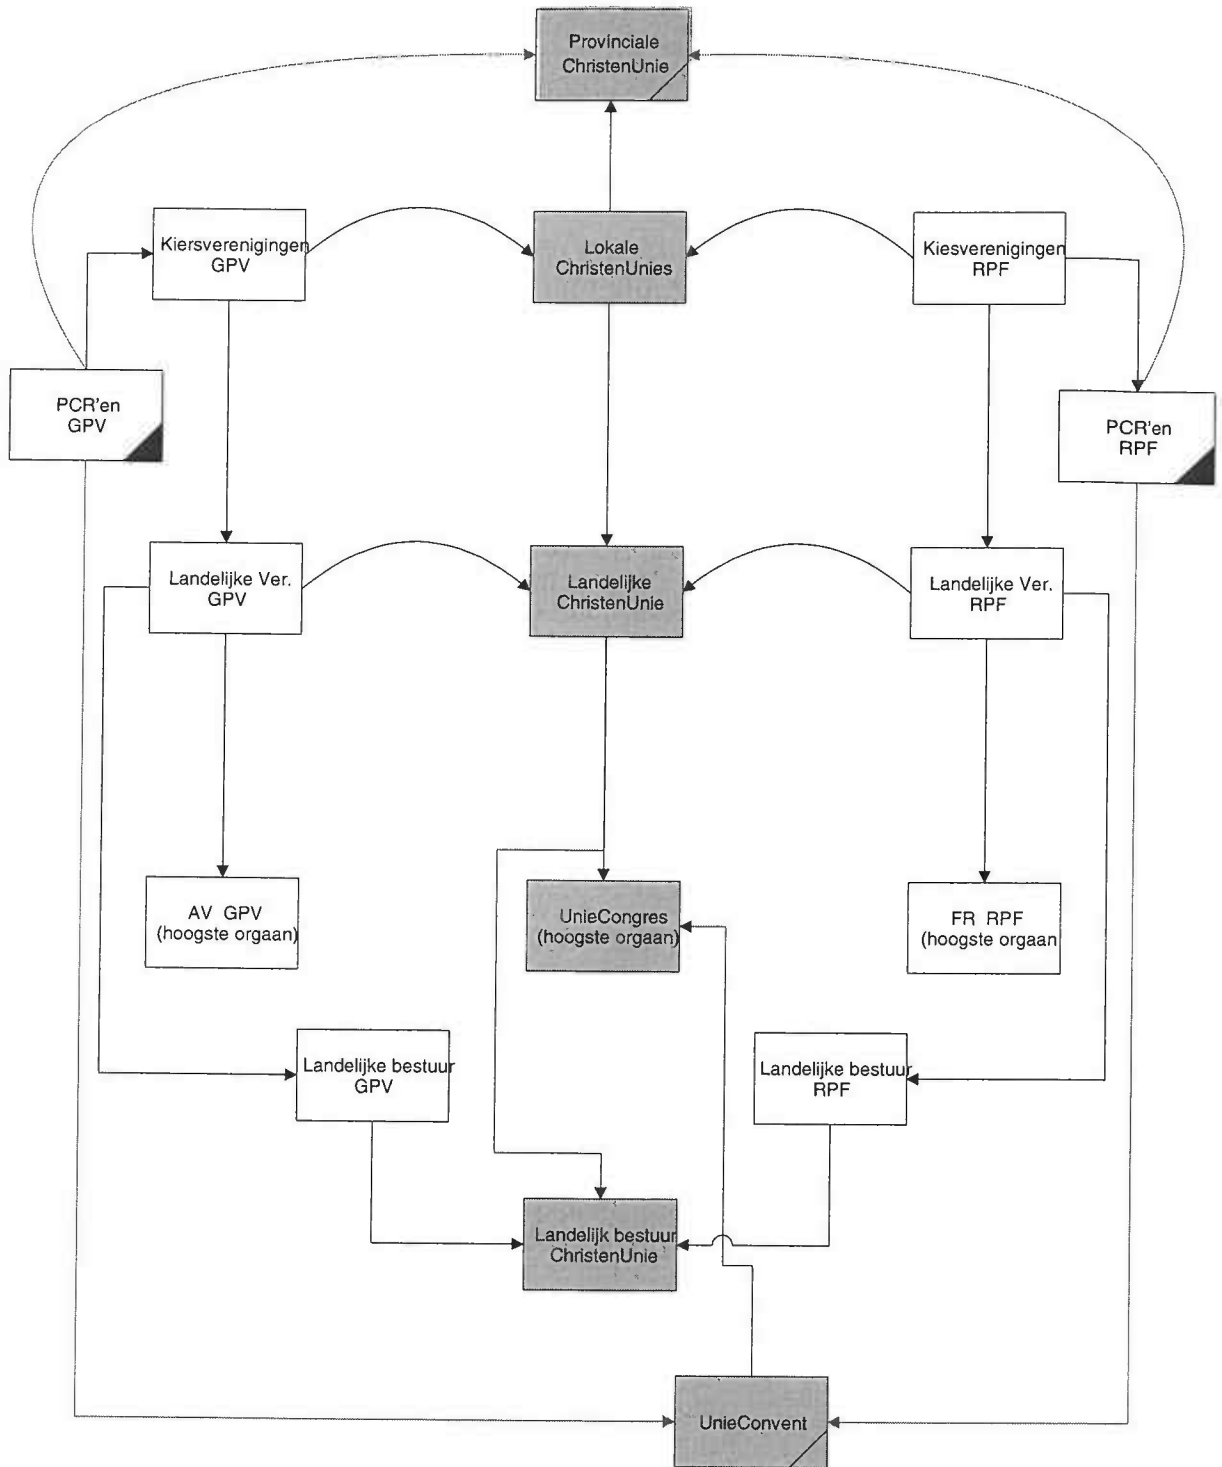 Provinciale
ChristenUnie
Kiersverenigingen
GPV
Lokale
ChristenUnies
Kiesverenigingen
RPF
PCR'en
GPV
PCR'en
RPF
Landelijke Ver.
GPV
Landelijke
ChristenUnie
Landelijke Ver.
RPF
AV GPV
(hoogste orgaan)
UnieCongres
(hoogste orgaan)
FR RPF
(hoogste orgaan
Landelijke bestuur
GPV
Landelijke bestuur
RPF
Landelijk bestuur
ChristenUnie
UnieConvent